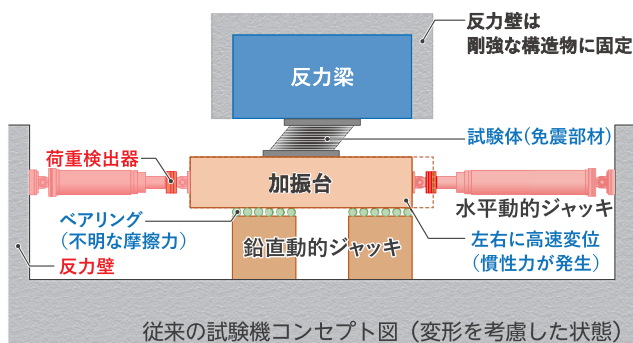 反力壁は
剛強な構造物に固定
反力梁
試験体(免震部材)
荷重検出器
加振台
水平動的ジャッキ
ベアリング
(不明な摩擦力)
鉛直動的ジャッキ
左右に高速変位
(慣性力が発生)
反力壁
従来の試験機コンセプト図（変形を考慮した状態）